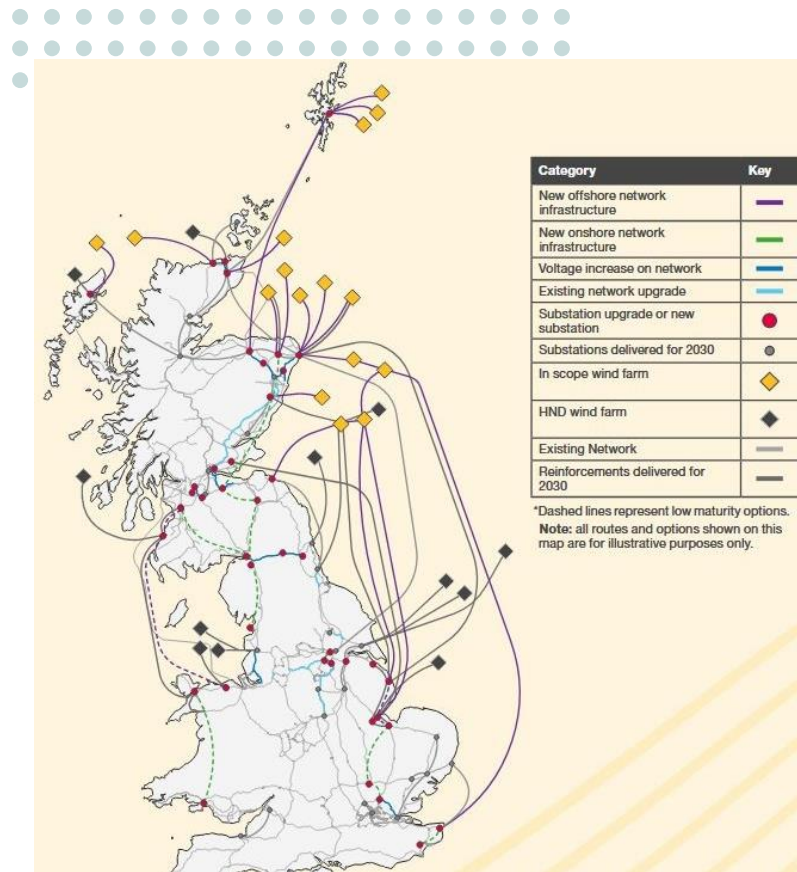 Category Key
New offshore network
infrastructure
New onshore network
infrastructure
Voltage increase on network
Existing network upgrade
Substation upgrade or new
substation
Substations delivered for 2030
In scope wind farm
HND wind farm
Existing Network
Reinforcements delivered for
2030
*Dashed lines represent low maturity options.
Note: all routes and options shown on this
map are for illustrative purposes only.